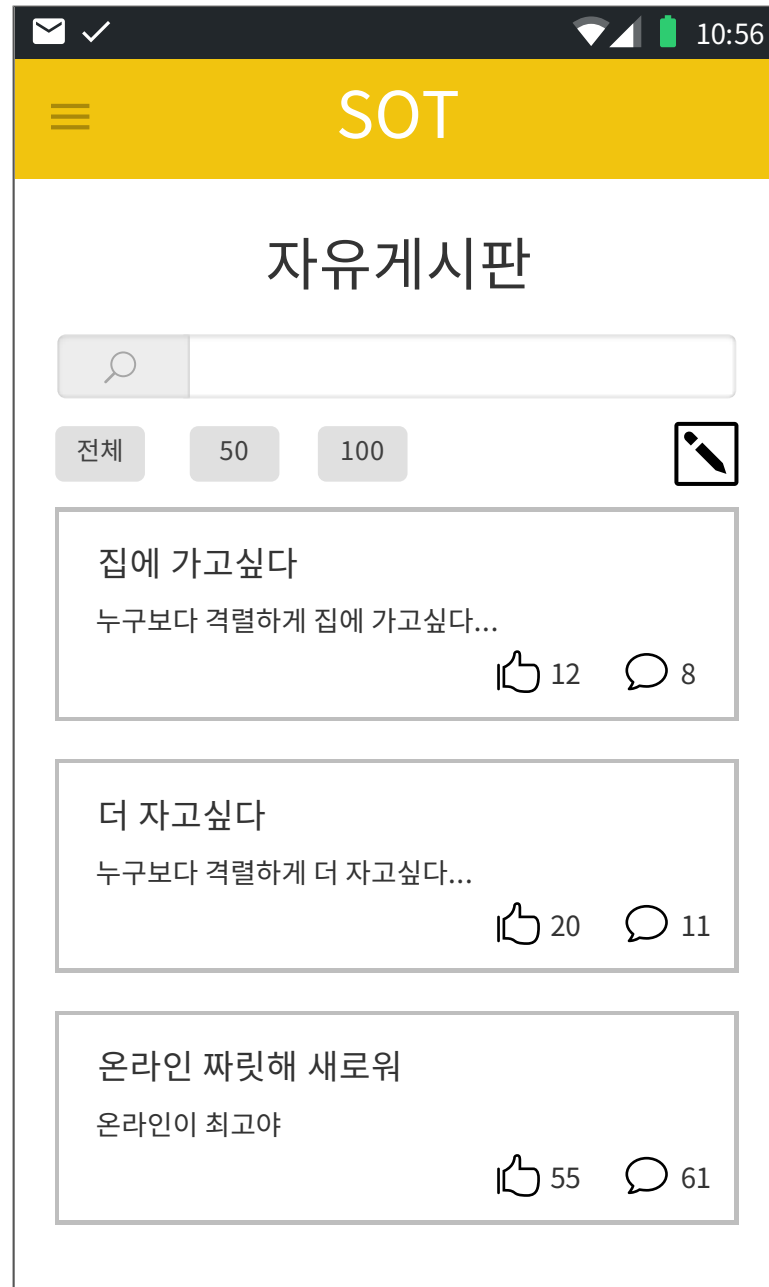 10:56
SOT
자유게시판
전체 50 100
집에 가고싶다
누구보다 격렬하게 집에 가고싶다...
12 8
더 자고싶다
누구보다 격렬하게 더 자고싶다...
20 11
온라인 짜릿해 새로워
온라인이 최고야
55 61